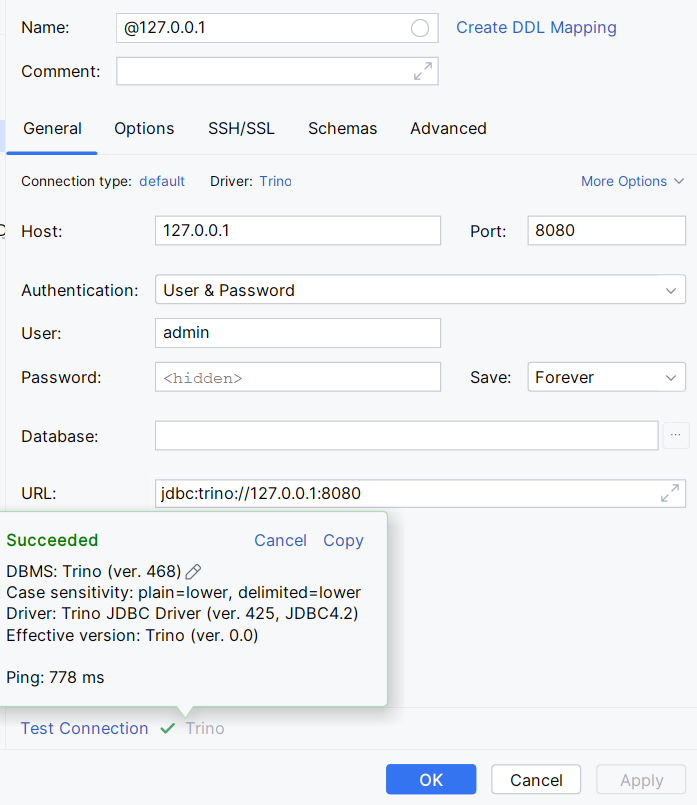 Name: @127.0.0.1 Create DDL Mapping
Comment:
General Options SSH/SSL Schemas Advanced
Connection type: default Driver: Trino More Options
Host: 127.0.0.1 Port: 8080
Authentication: User & Password
User: admin
Password: <hidden> Save: Forever
Database: ...
URL: jdbc:trino://127.0.0.1:8080
Succeeded Cancel Copy
DBMS: Trino (ver. 468)
Case sensitivity: plain=lower, delimited=lower
Driver: Trino JDBC Driver (ver. 425, JDBC4.2)
Effective version: Trino (ver. 0.0)
Ping: 778 ms
Test Connection Trino
OK Cancel Apply